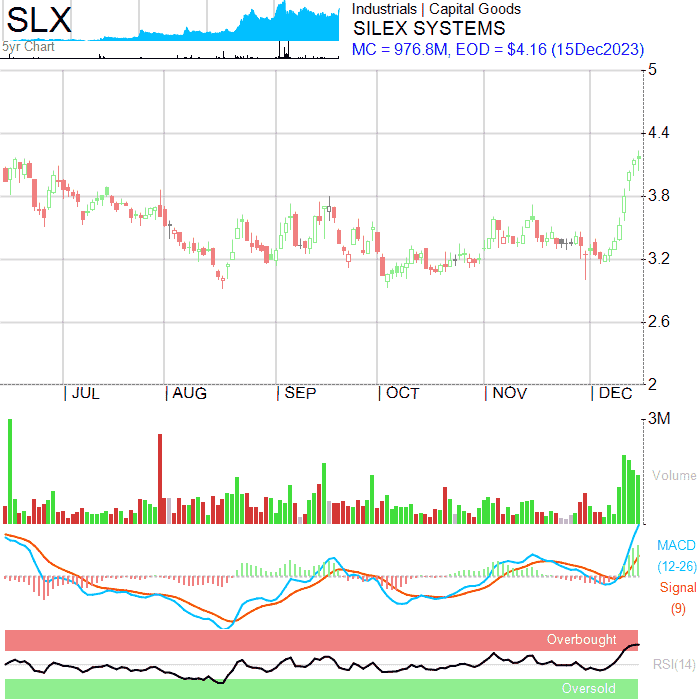 SLX
5yr Chart
Industrials | Capital Goods
SILEX SYSTEMS
MC = 976.8M, EOD = $4.16 (15Dec2023)
5
4.4
3.8
3.2
2.6
2
| JUL | AUG | SEP | OCT | NOV | DEC
3M
Volume
MACD
(12-26)
Signal
(9)
Overbought
RSI(14)
Oversold